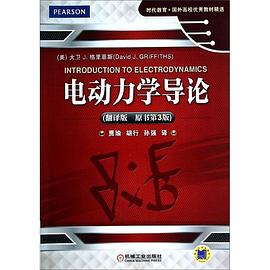 PEARSON
时代教育·国外高校优秀教材精选
(美) 大卫 J. 格里菲斯(David J. GRIFFITHS)
INTRODUCTION TO ELECTRODYNAMICS
电动力学导论
(翻译版 原书第3版)
贾瑜 胡行 孙强 译
机械工业出版社
CHINA MACHINE PRESS